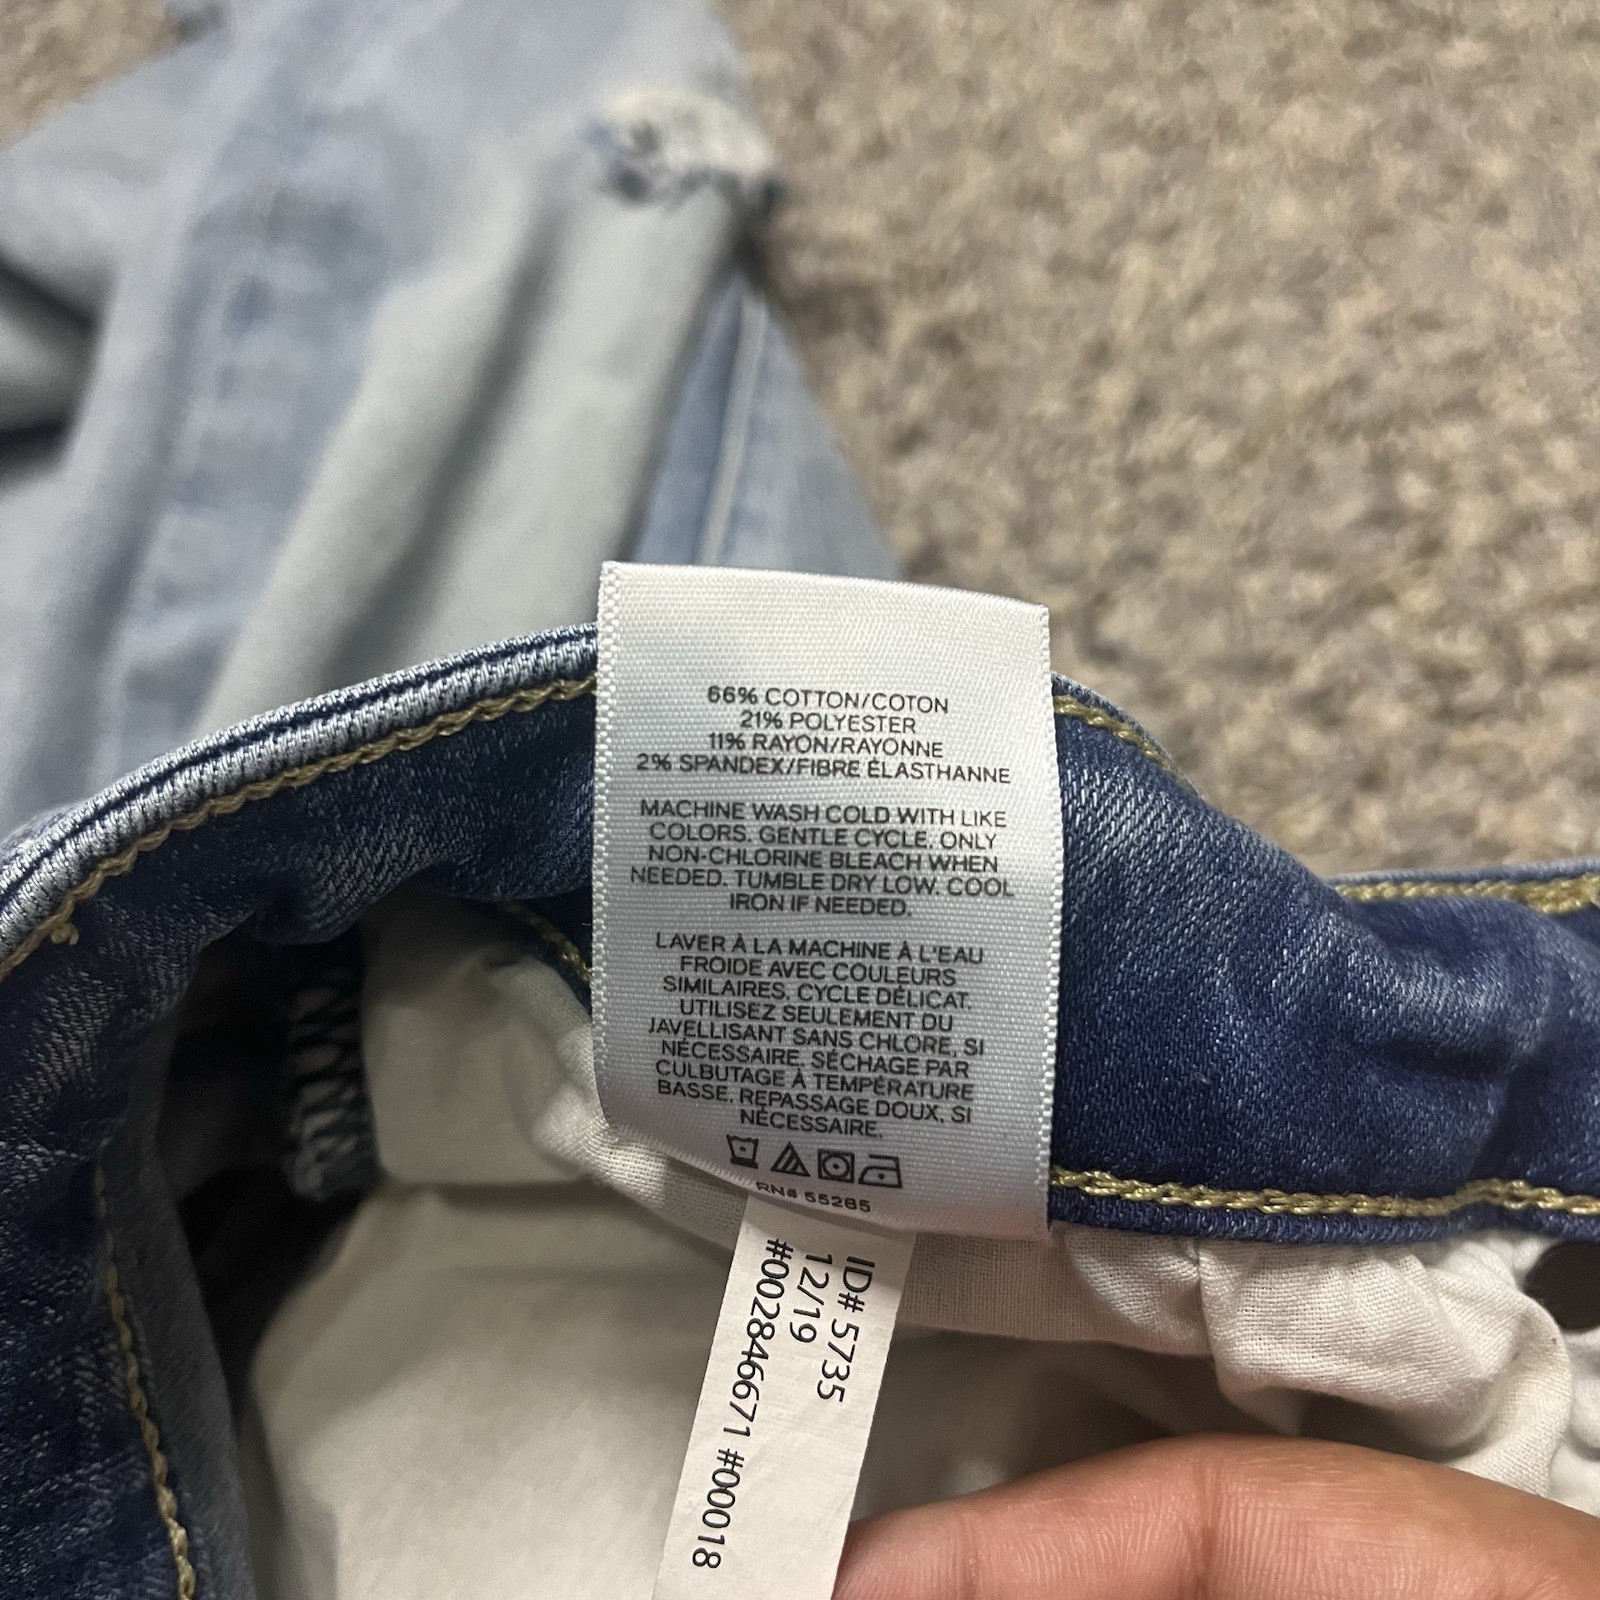 66% COTTON/COTON
21% POLYESTER
11% RAYON/RAYONNE
2% SPANDEX/FIBRE ÉLASTHANNE
MACHINE WASH COLD WITH LIKE
COLORS. GENTLE CYCLE. ONLY
NON-CHLORINE BLEACH WHEN
NEEDED. TUMBLE DRY LOW. COOL
IRON IF NEEDED.
LAVER À LA MACHINE À L'EAU
FROIDE AVEC COULEURS
SIMILAIRES. CYCLE DÉLICAT.
UTILISEZ SEULEMENT DU
JAVELLISANT SANS CHLORE, SI
NÉCESSAIRE. SÉCHAGE PAR
CULBUTAGE À TEMPÉRATURE
BASSE. REPASSAGE DOUX, SI
NÉCESSAIRE.
RN# 55285
ID# 5735
12/19
#002846671 #00018